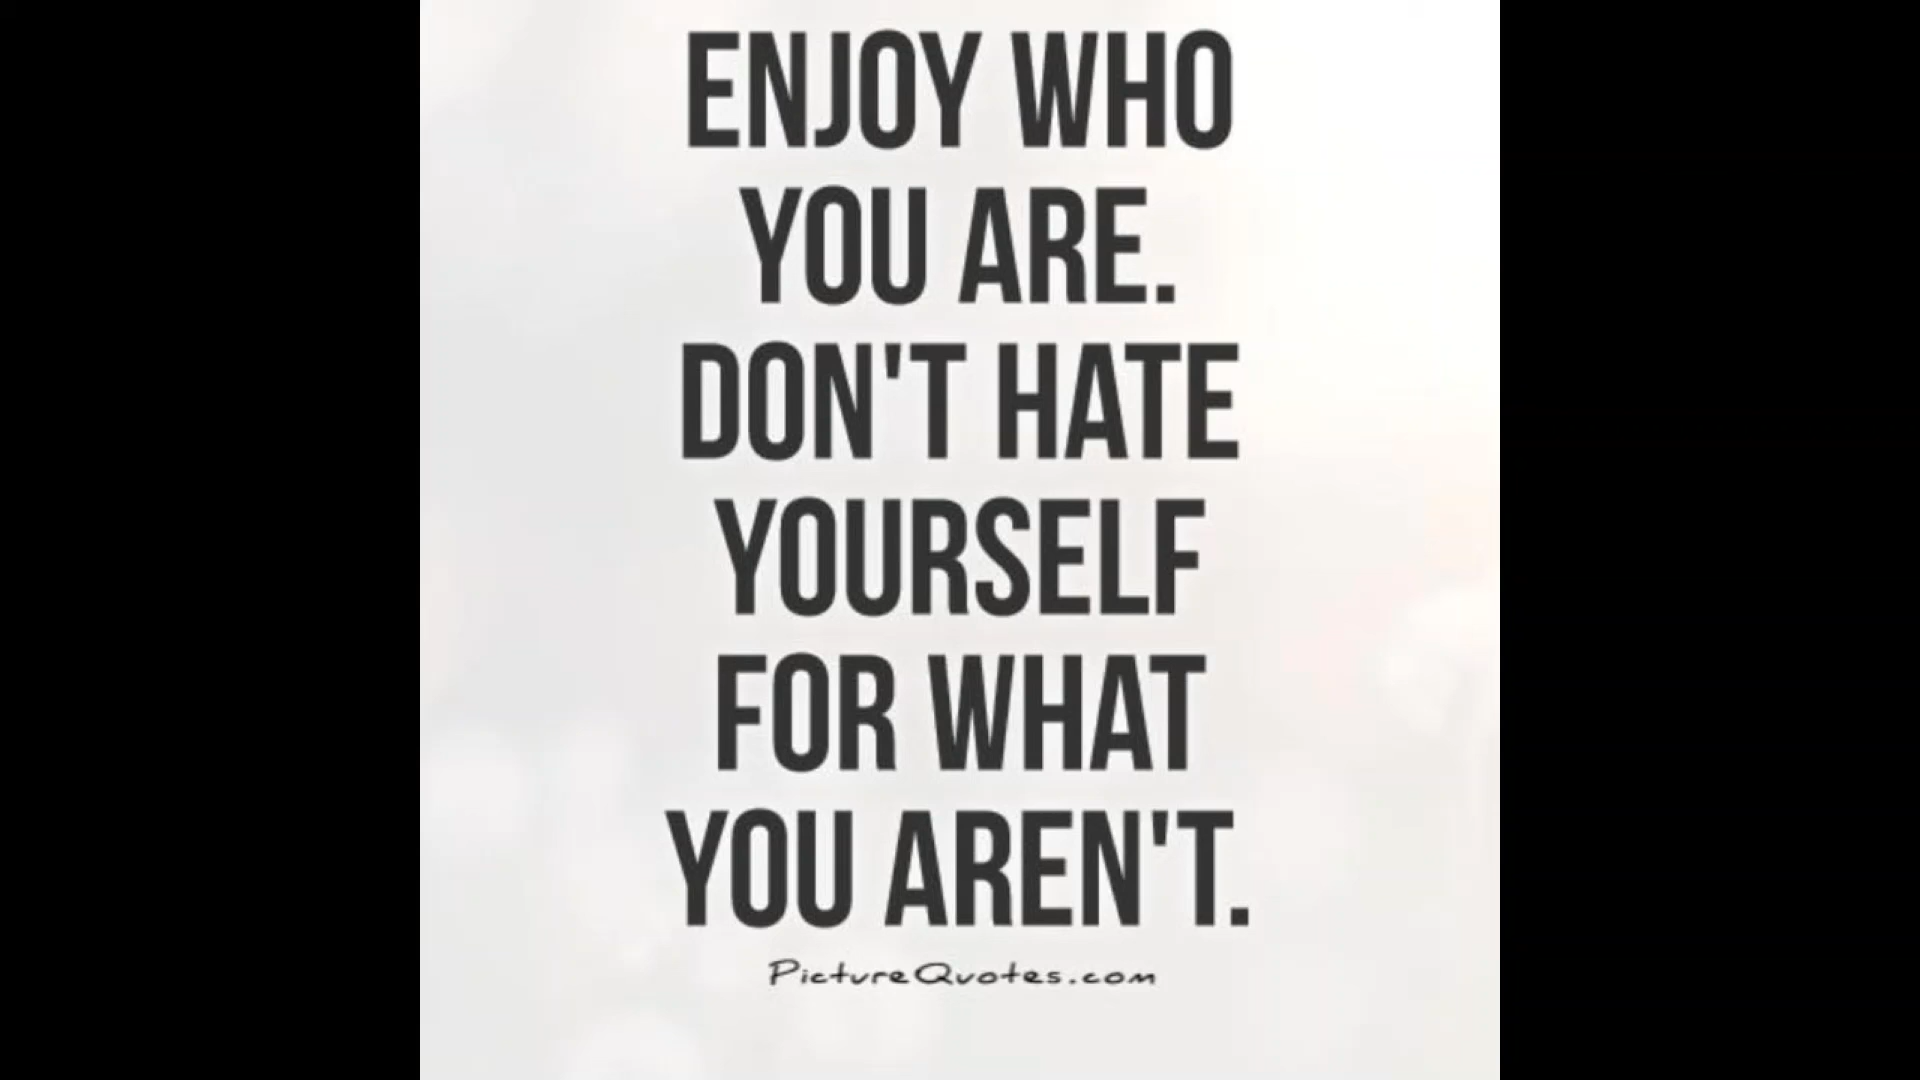 ENJOY WHO
YOU ARE.
DON'T HATE
YOURSELF
FOR WHAT
YOU AREN'T.
PictureQuotes.com